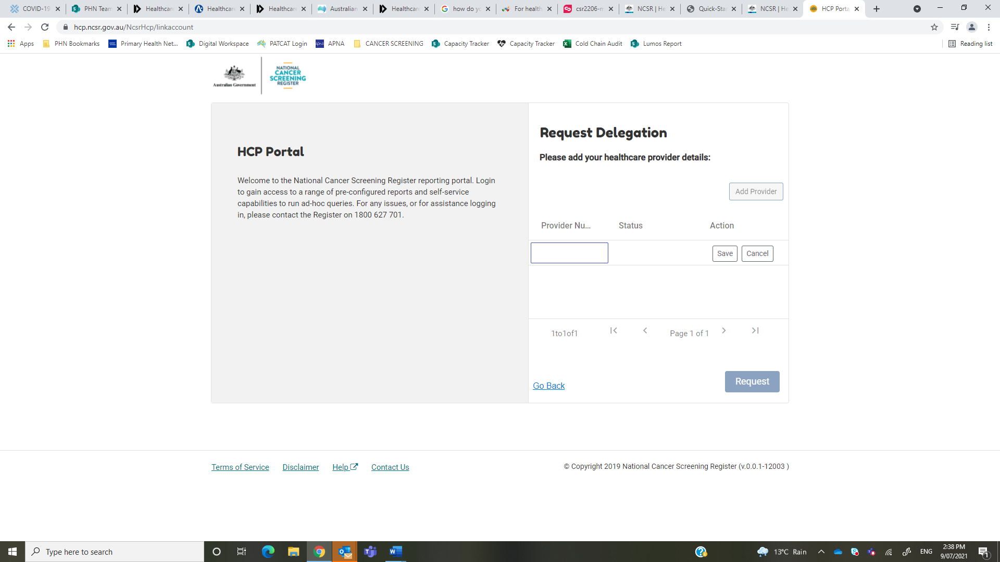 COVID-19
PHN Team
Healthcare
Healthcare
Healthcare
Australian
Healthcare
how do yo
For health
csr2206-m
NCSR | He
Quick-Star
NCSR | He
HCP Porta
hcp.ncsr.gov.au/NcsrHcp/linkaccount
Apps
PHN Bookmarks
Primary Health Net...
Digital Workspace
PATCAT Login
apna
APNA
CANCER SCREENING
Capacity Tracker
Capacity Tracker
Cold Chain Audit
Lumos Report
Reading list
Australian Government
NATIONAL
CANCER
SCREENING
REGISTER
HCP Portal
Welcome to the National Cancer Screening Register reporting portal. Login
to gain access to a range of pre-configured reports and self-service
capabilities to run ad-hoc queries. For any issues, or for assistance logging
in, please contact the Register on 1800 627 701.
Request Delegation
Please add your healthcare provider details:
Add Provider
Provider Nu... Status Action
Save Cancel
1to1of1 Page 1 of 1
Go Back
Request
Terms of Service Disclaimer Help Contact Us
© Copyright 2019 National Cancer Screening Register (v.0.0.1-12003 )
Type here to search
13°C Rain
ENG
2:38 PM
9/07/2021
1